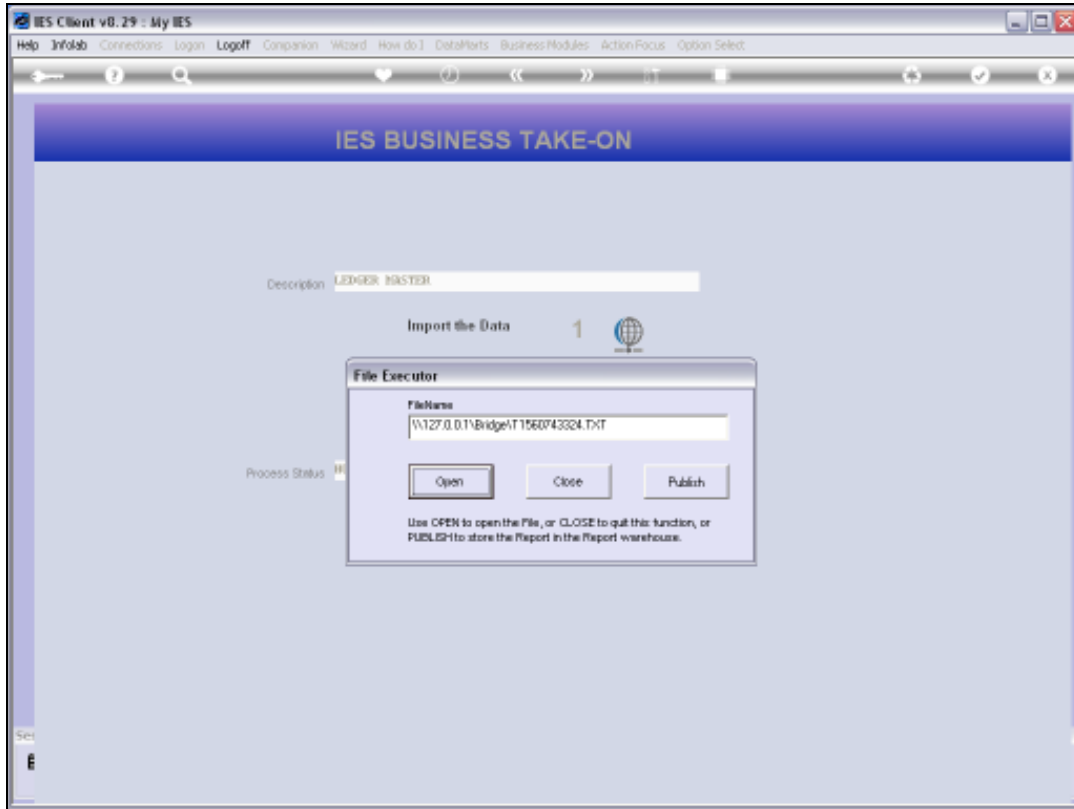 IES Client v8.29 : My IES
Help Infolab Connections Logon Logoff Companion Wizard How do I DataMarts Business Modules Action Focus Option Select
IES BUSINESS TAKE-ON
Description LEDGER MASTER
Import the Data 1
File Executor
FileName
\\127.0.0.1\Bridge\T1560743324.TXT
Process Status
Open Close Publish
Use OPEN to open the File, or CLOSE to quit this function, or
PUBLISH to store the Report in the Report warehouse.